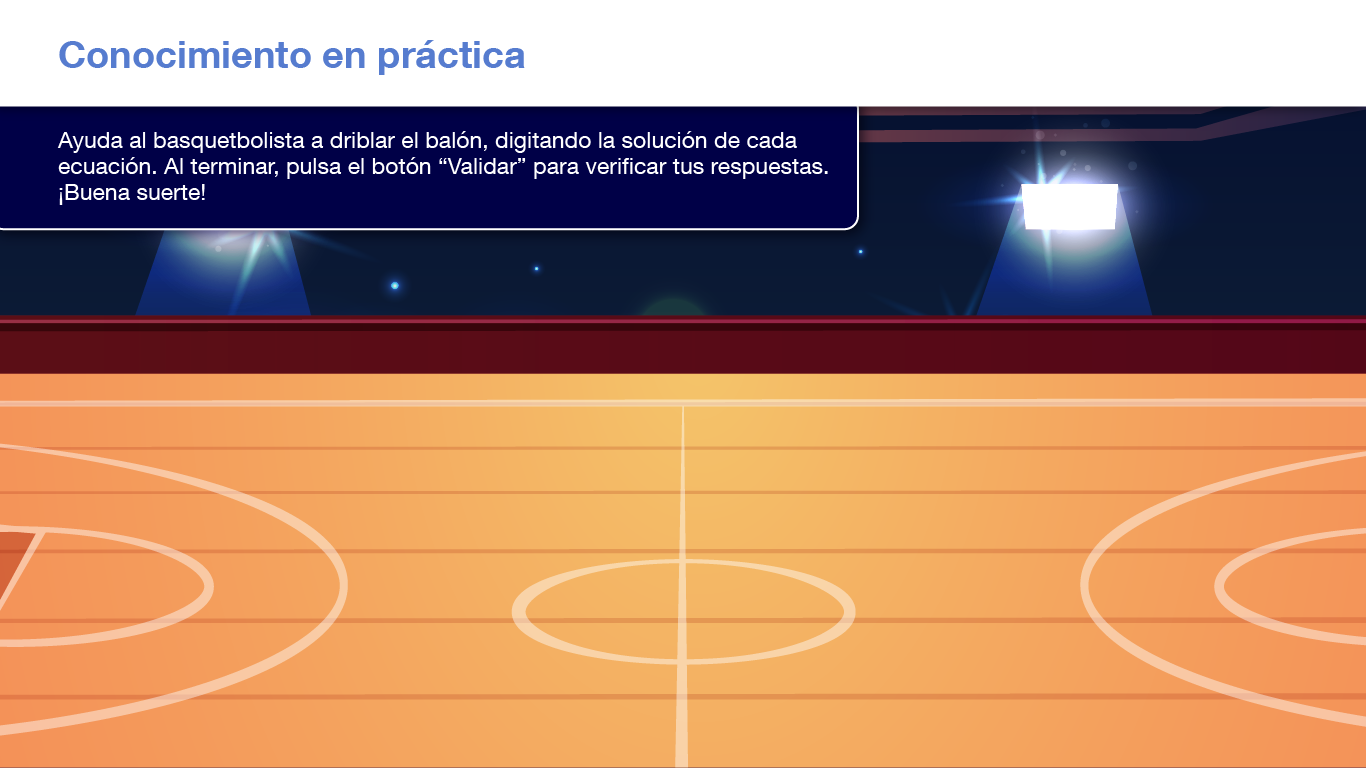 Conocimiento en práctica
Ayuda al basquetbolista a driblar el balón, digitando la solución de cada
ecuación. Al terminar, pulsa el botón “Validar” para verificar tus respuestas.
¡Buena suerte!